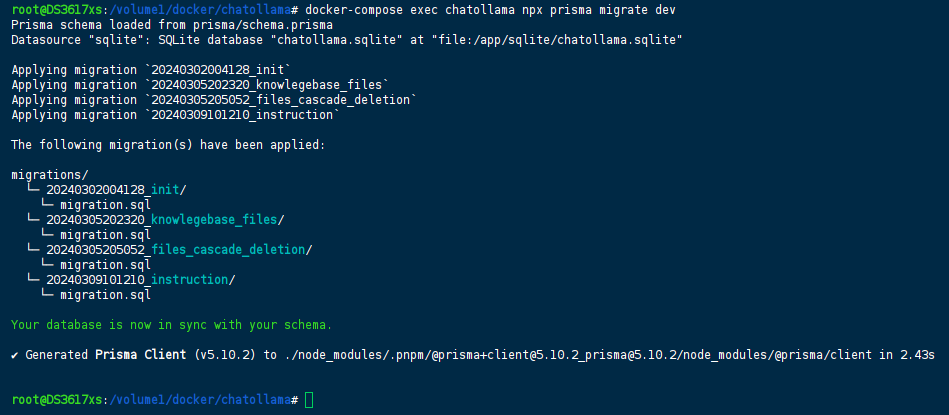 root@DS3617xs:/volume1/docker/chatollama# docker-compose exec chatollama npx prisma migrate dev
Prisma schema loaded from prisma/schema.prisma
Datasource "sqlite": SQLite database "chatollama.sqlite" at "file:/app/sqlite/chatollama.sqlite"
Applying migration `20240302004128_init`
Applying migration `20240305202320_knowlegebase_files`
Applying migration `20240305205052_files_cascade_deletion`
Applying migration `20240309101210_instruction`
The following migration(s) have been applied:
migrations/
└─ 20240302004128_init/
└─ migration.sql
└─ 20240305202320_knowlegebase_files/
└─ migration.sql
└─ 20240305205052_files_cascade_deletion/
└─ migration.sql
└─ 20240309101210_instruction/
└─ migration.sql
Your database is now in sync with your schema.
✔ Generated Prisma Client (v5.10.2) to ./node_modules/.pnpm/@prisma+client@5.10.2_prisma@5.10.2/node_modules/@prisma/client in 2.43s
root@DS3617xs:/volume1/docker/chatollama#